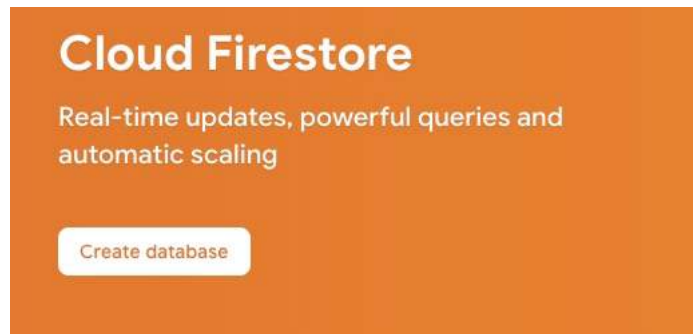 Cloud Firestore
Real-time updates, powerful queries and
automatic scaling
Create database